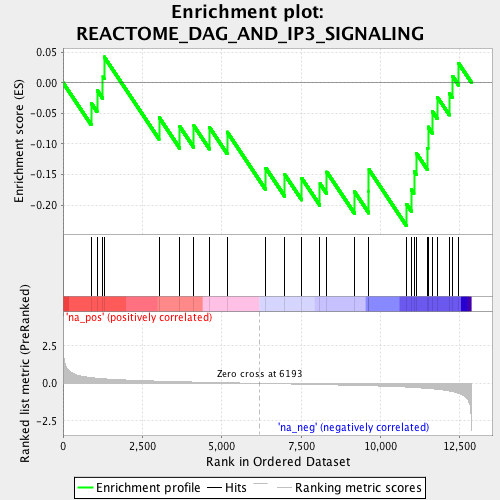 Enrichment plot:
REACTOME_DAG_AND_IP3_SIGNALING
Enrichment score (ES)
0.05
0.00
-0.05
-0.10
-0.15
-0.20
'na_pos' (positively correlated)
Ranked list metric (PreRanked)
2.5
0.0
-2.5
Zero cross at 6193
'na_neg' (negatively correlated)
0
2,500
5,000
7,500
10,000
12,500
Rank in Ordered Dataset
Enrichment profile
Hits
Ranking metric scores